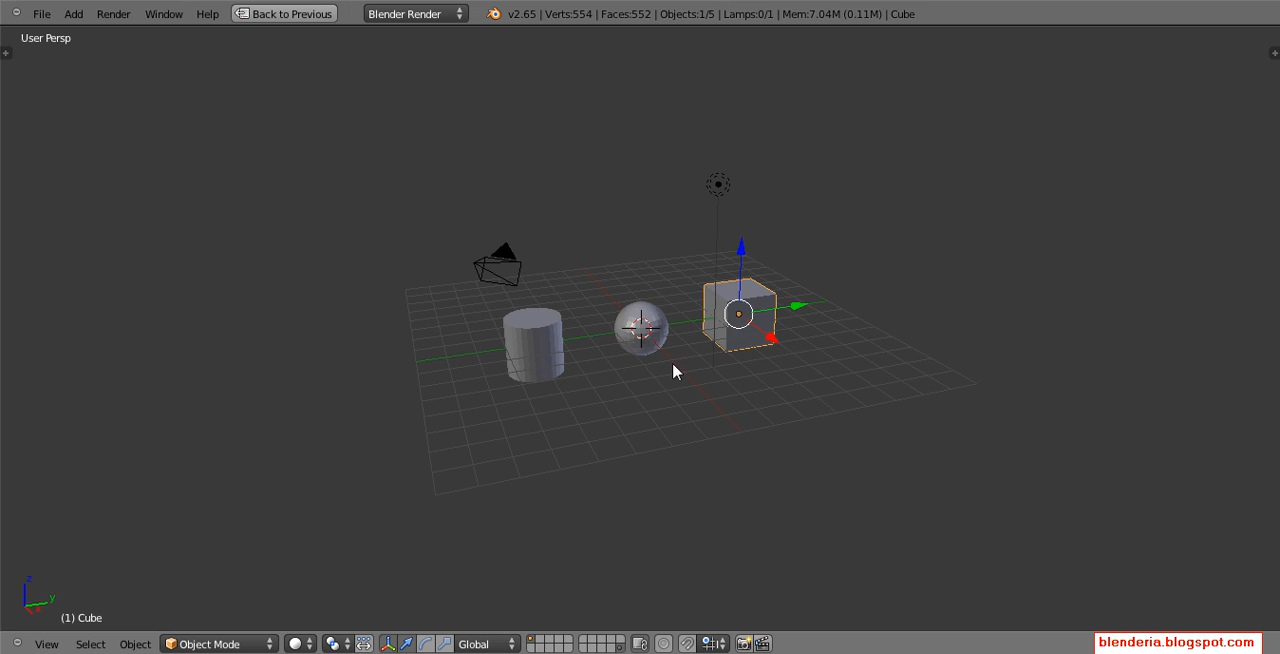 File Add Render Window Help Back to Previous Blender Render v2.65 | Verts:554 | Faces:552 | Objects:1/5 | Lamps:0/1 | Mem:7.04M (0.11M) | Cube
User Persp
z
y
x
(1) Cube
View Select Object Object Mode Global
blenderia.blogspot.com